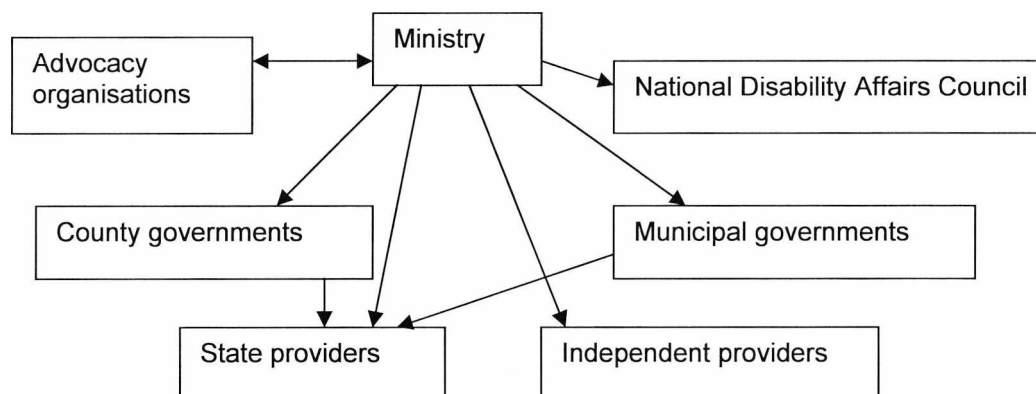 Ministry
Advocacy
organisations
National Disability Affairs Council
County governments
Municipal governments
State providers
Independent providers